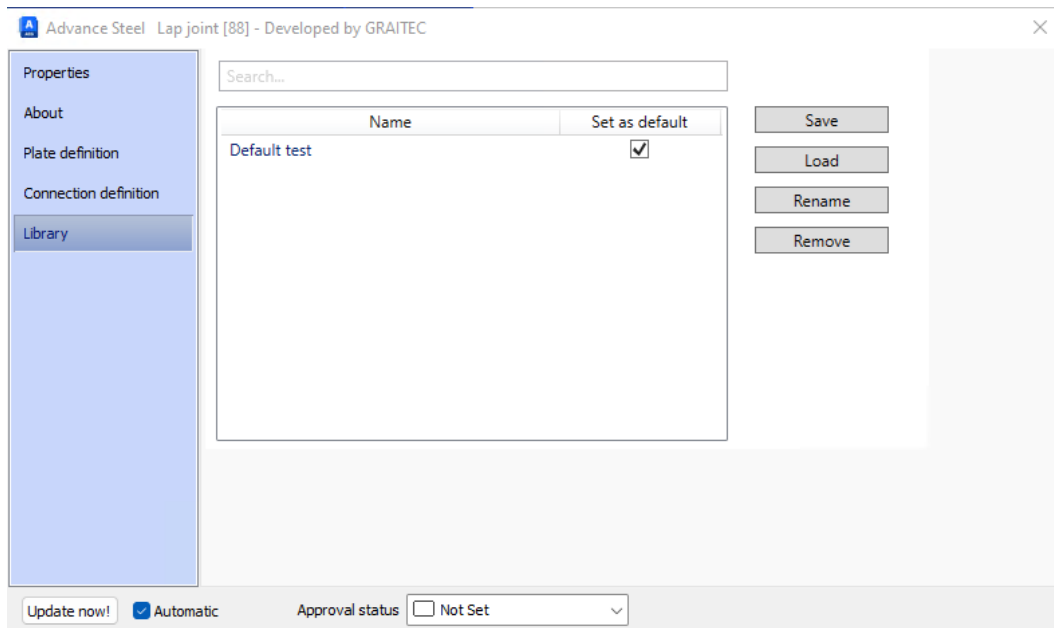 Advance Steel Lap joint [88] - Developed by GRAITEC
Properties
About
Plate definition
Connection definition
Library
Search...
Name Set as default
Default test
Save
Load
Rename
Remove
Update now! Automatic Approval status Not Set